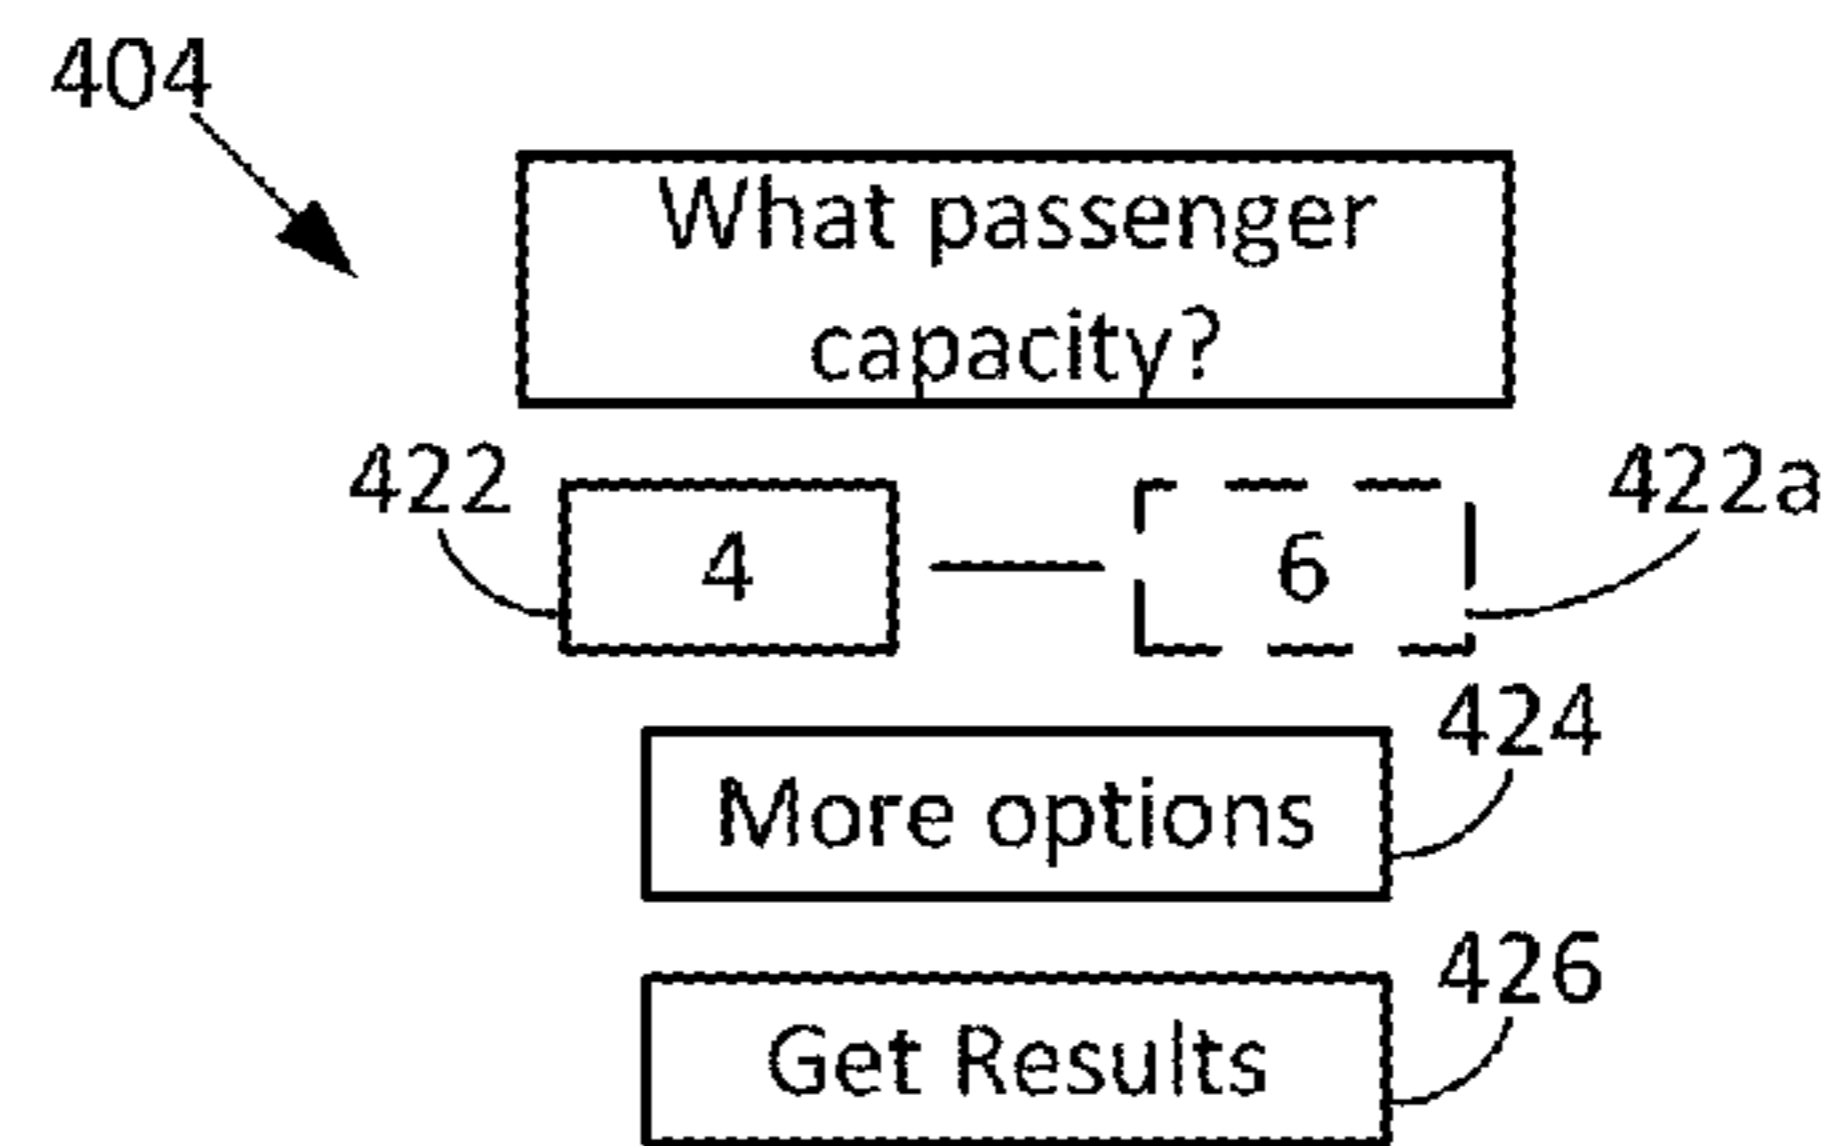 404
What passenger
capacity?
422
4
6
422a
424
More options
426
Get Results